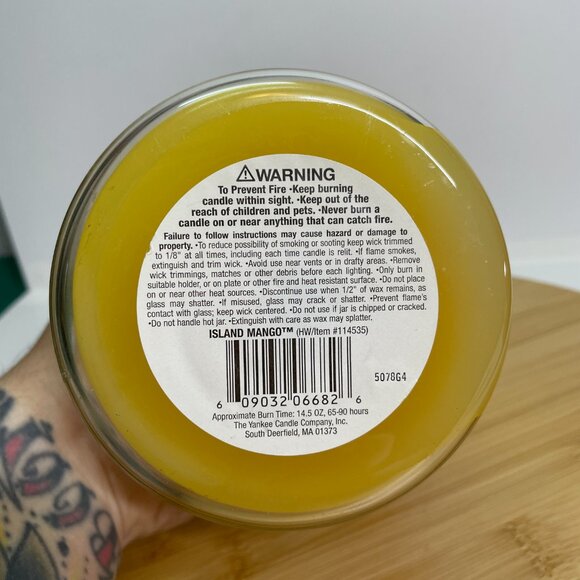 ⚠WARNING
To Prevent Fire •Keep burning
candle within sight. •Keep out of the
reach of children and pets. •Never burn a
candle on or near anything that can catch fire.
Failure to follow instructions may cause hazard or damage to
property. •To reduce possibility of smoking or sooting keep wick trimmed
to 1/8" at all times, including each time candle is relit. •If flame smokes,
extinguish and trim wick. •Avoid use near vents or in drafty areas. •Remove
wick trimmings, matches or other debris before each lighting. •Only burn in
suitable holder, or on plate or other fire and heat resistant surface. •Do not place
on or near other heat sources. •Discontinue use when 1/2" of wax remains, as
glass may shatter. •If misused, glass may crack or shatter. •Prevent flame's
contact with glass; keep wick centered. •Do not use if jar is chipped or cracked.
•Do not handle hot jar. •Extinguish with care as wax may splatter.
ISLAND MANGO™ (HW/Item #114535)
5078G4
6 09032 06682 6
Approximate Burn Time: 14.5 OZ, 65-90 hours
The Yankee Candle Company, Inc.
South Deerfield, MA 01373